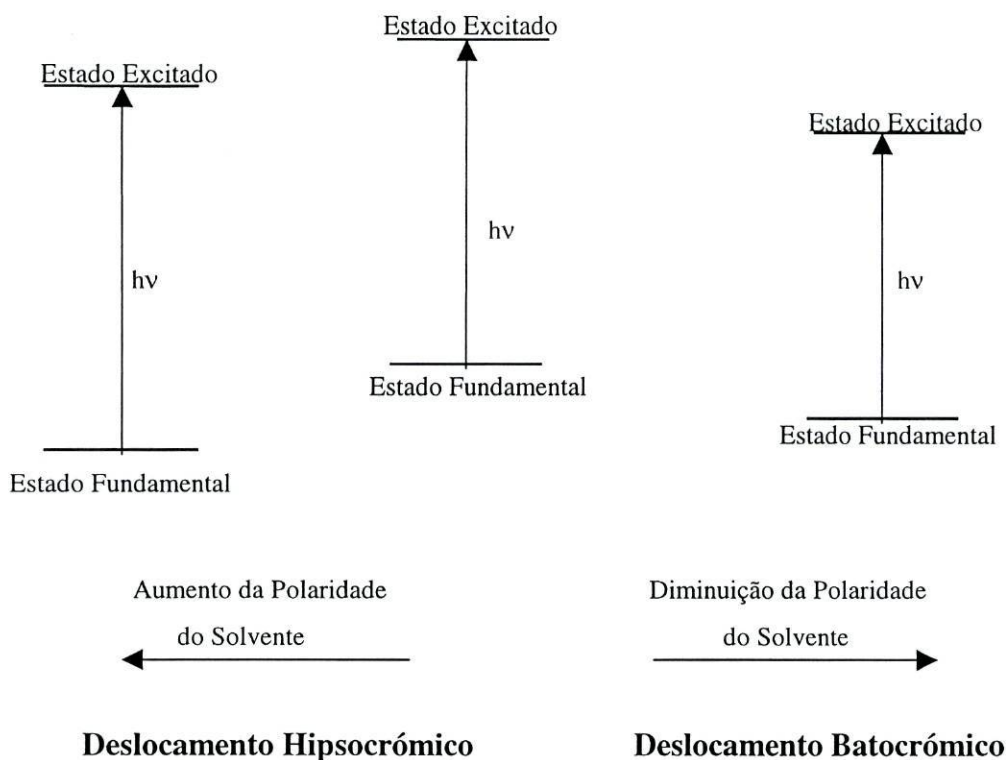 Estado Excitado
Estado Excitado
Estado Excitado
hν
hν
hν
Estado Fundamental
Estado Fundamental
Estado Fundamental
Aumento da Polaridade
do Solvente
Diminuição da Polaridade
do Solvente
Deslocamento Hipsocrómico
Deslocamento Batocrómico